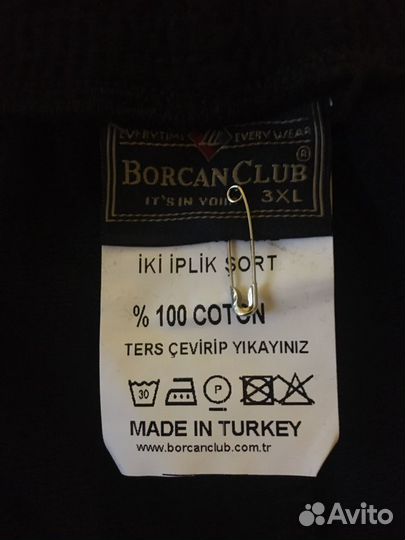 EVERYTIME EVERY WEAR
BORCAN CLUB ®
IT'S IN YOU 3XL
İKİ İPLİK ŞORT
% 100 COTON
TERS ÇEVİRİP YIKAYINIZ
30 P
MADE IN TURKEY
www.borcanclub.com.tr
Avito